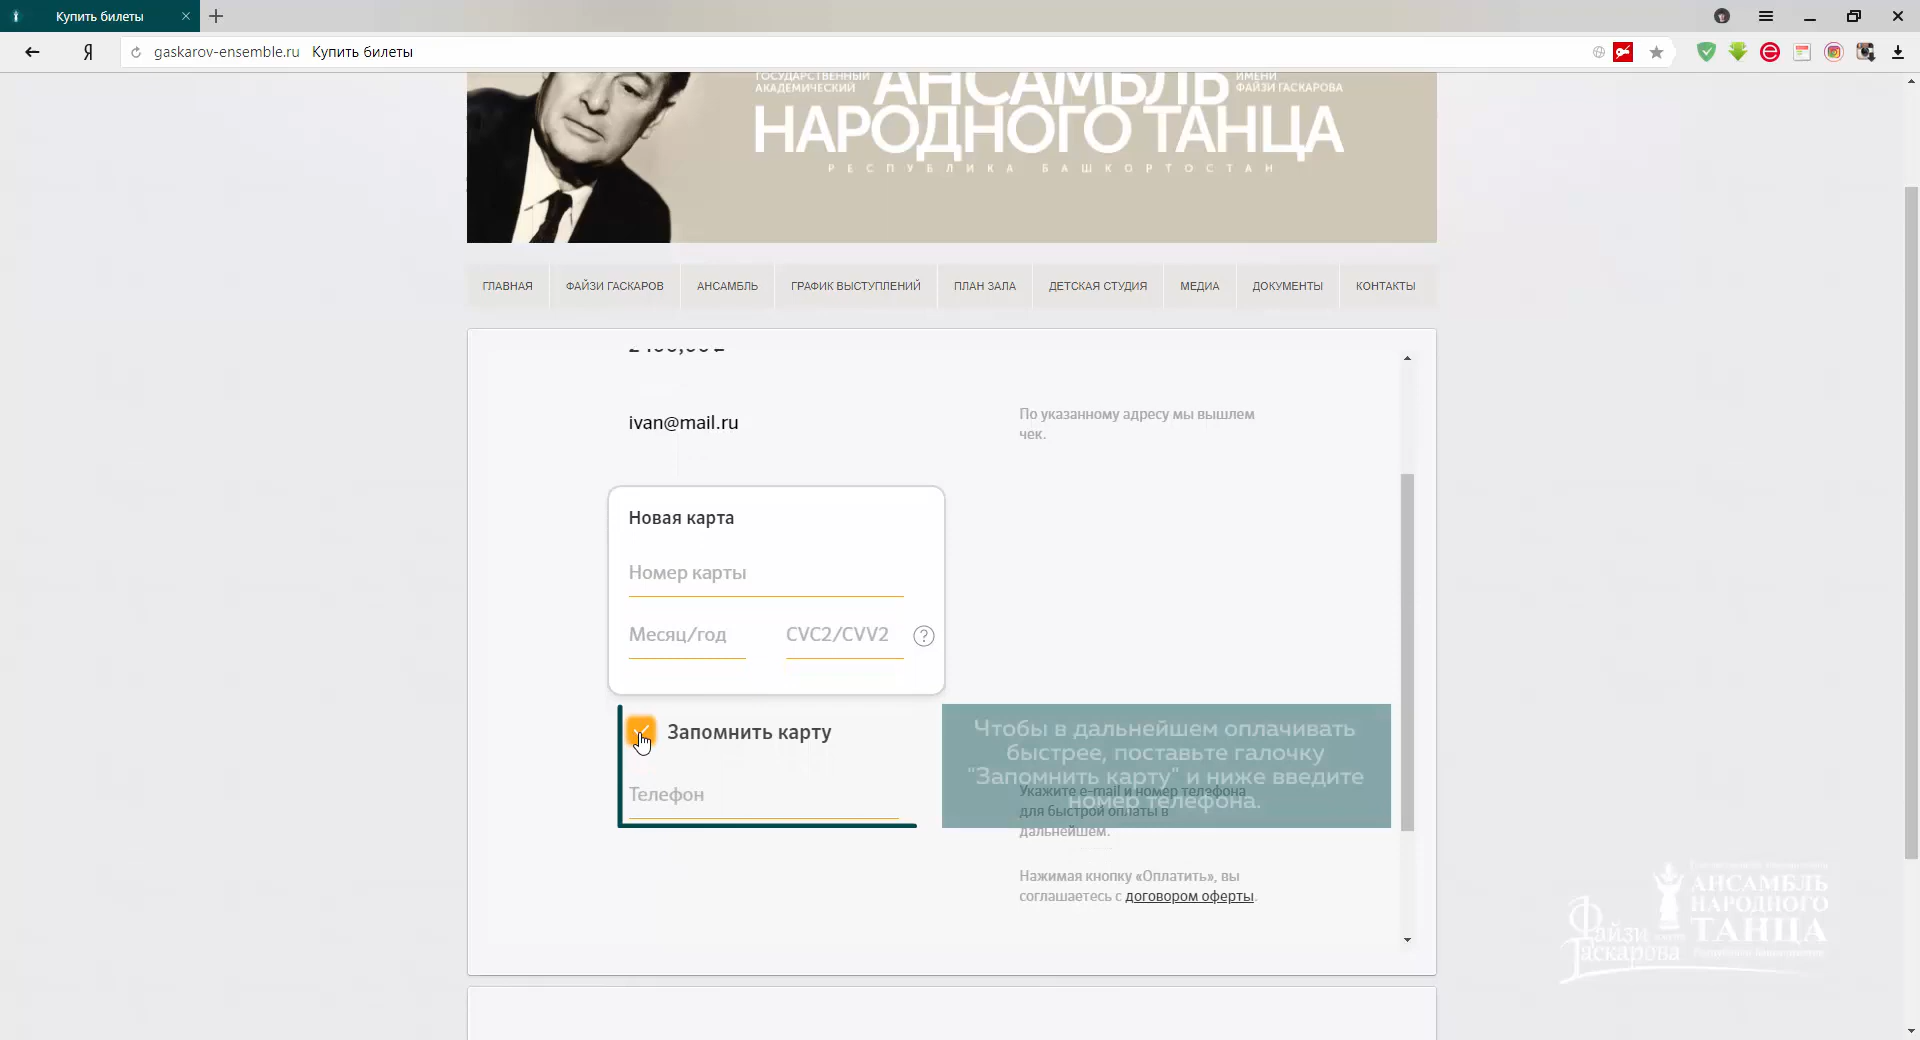 Купить билеты
Я
gaskarov-ensemble.ru Купить билеты
ГОСУДАРСТВЕННЫЙ
АКАДЕМИЧЕСКИЙ
АНСАМБЛЬ
ИМЕНИ
ФАЙЗИ ГАСКАРОВА
НАРОДНОГО ТАНЦА
РЕСПУБЛИКА БАШКОРТОСТАН
ГЛАВНАЯ
ФАЙЗИ ГАСКАРОВ
АНСАМБЛЬ
ГРАФИК ВЫСТУПЛЕНИЙ
ПЛАН ЗАЛА
ДЕТСКАЯ СТУДИЯ
МЕДИА
ДОКУМЕНТЫ
КОНТАКТЫ
ivan@mail.ru
По указанному адресу мы вышлем
чек.
Новая карта
Номер карты
Месяц/год
CVC2/CVV2
?
Запомнить карту
Телефон
Чтобы в дальнейшем оплачивать
быстрее, поставьте галочку
"Запомнить карту" и ниже введите
номер телефона.
Укажите e-mail и номер телефона
для быстрой оплаты в
дальнейшем.
Нажимая кнопку «Оплатить», вы
соглашаетесь с договором оферты.
АНСАМБЛЬ
НАРОДНОГО
ТАНЦА
Файзи
Гаскарова